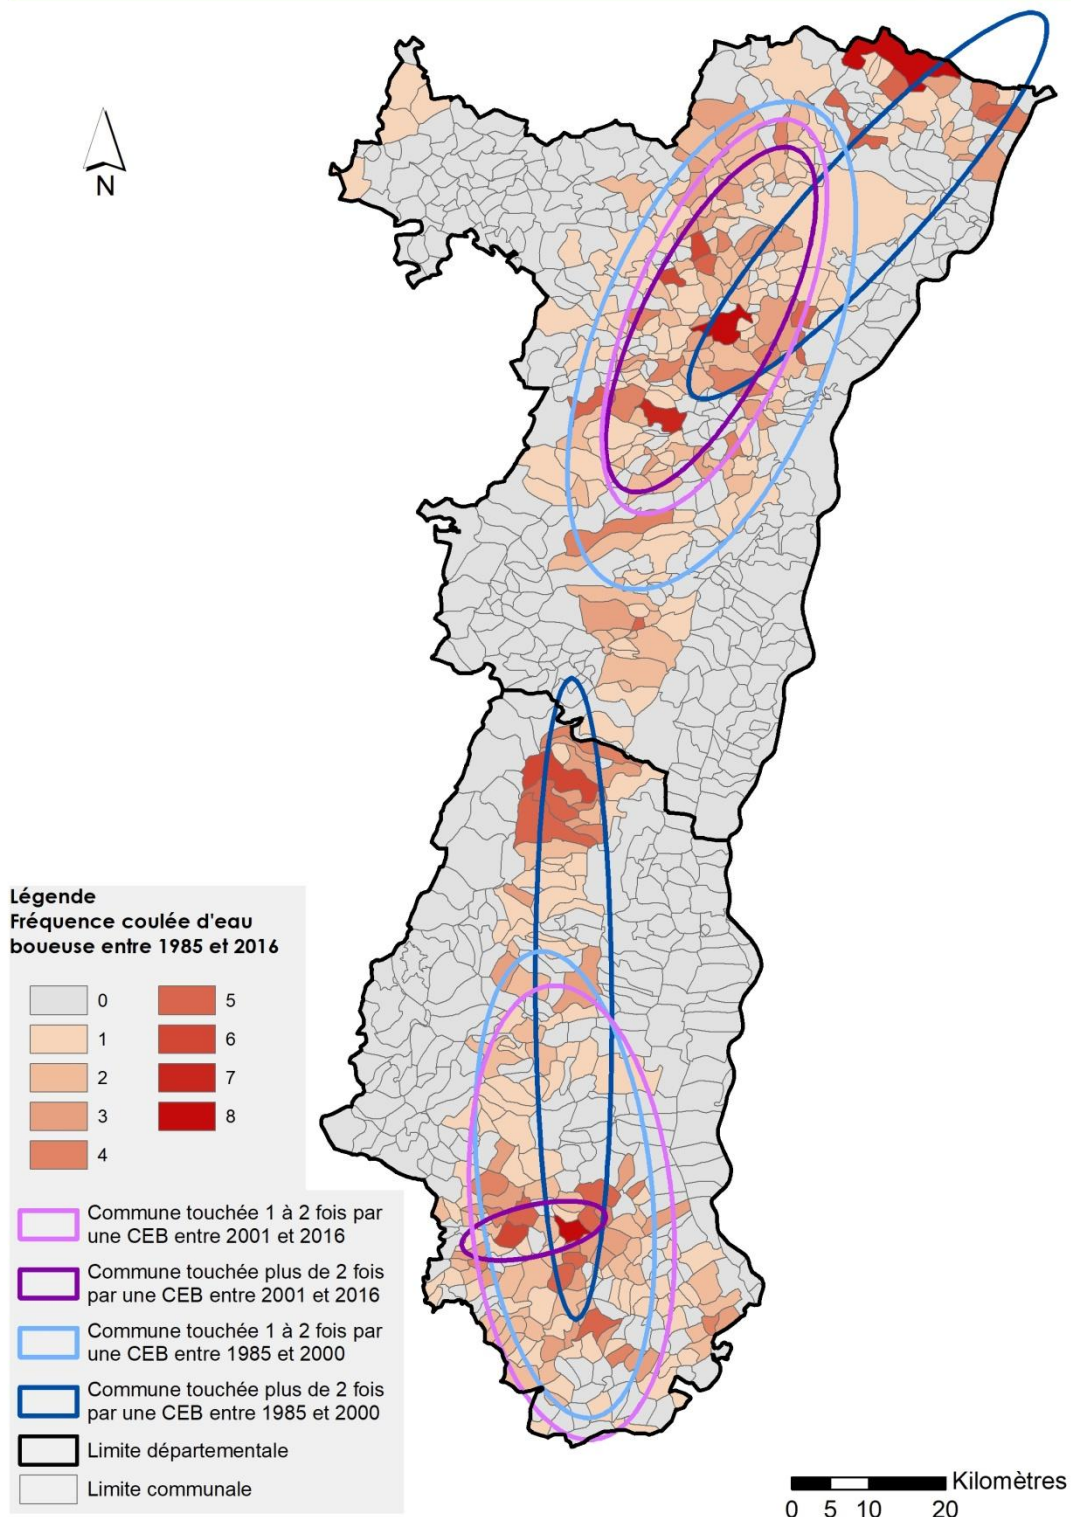 N
Légende
Fréquence coulée d'eau
boueuse entre 1985 et 2016
0
5
1
6
2
7
3
8
4
Commune touchée 1 à 2 fois par
une CEB entre 2001 et 2016
Commune touchée plus de 2 fois
par une CEB entre 2001 et 2016
Commune touchée 1 à 2 fois par
une CEB entre 1985 et 2000
Commune touchée plus de 2 fois
par une CEB entre 1985 et 2000
Limite départementale
Limite communale
Kilomètres
0 5 10 20